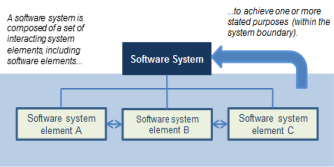 A software system is
composed of a set of
interacting system
elements, including
software elements...
...to achieve one or more
stated purposes (within the
system boundary).
Software System
Software system
element A
Software system
element B
Software system
element C